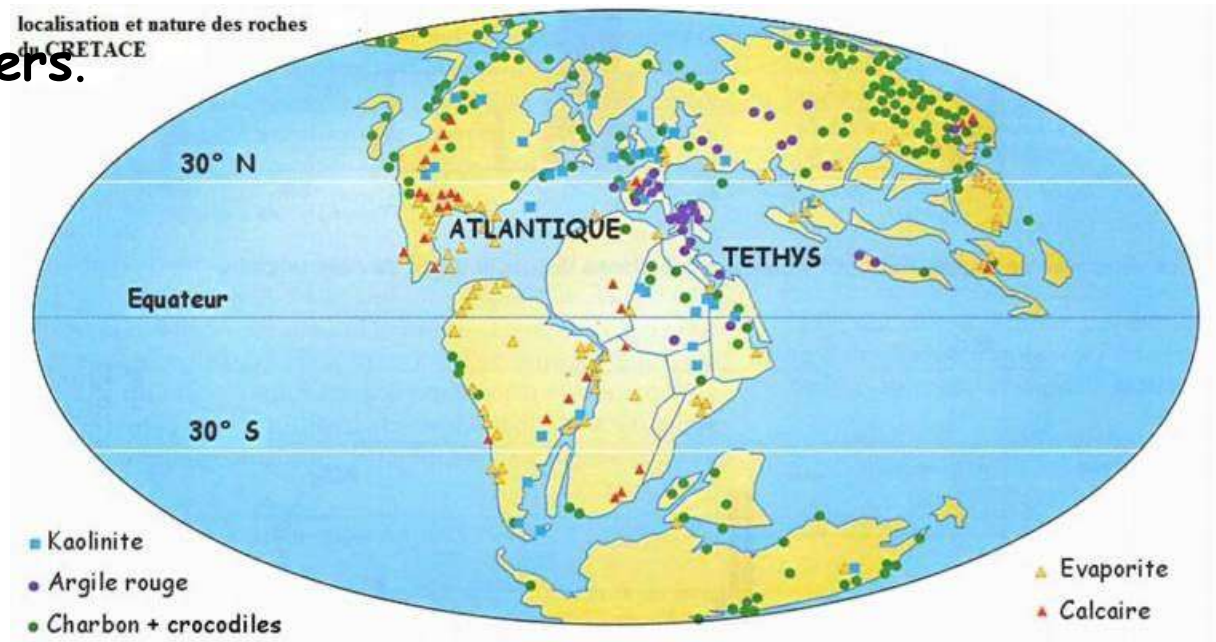 localisation et nature des roches
du CRETACE
ers.
30° N
ATLANTIQUE
TETHYS
Equateur
30° S
Kaolinite
Argile rouge
Charbon + crocodiles
Evaporite
Calcaire